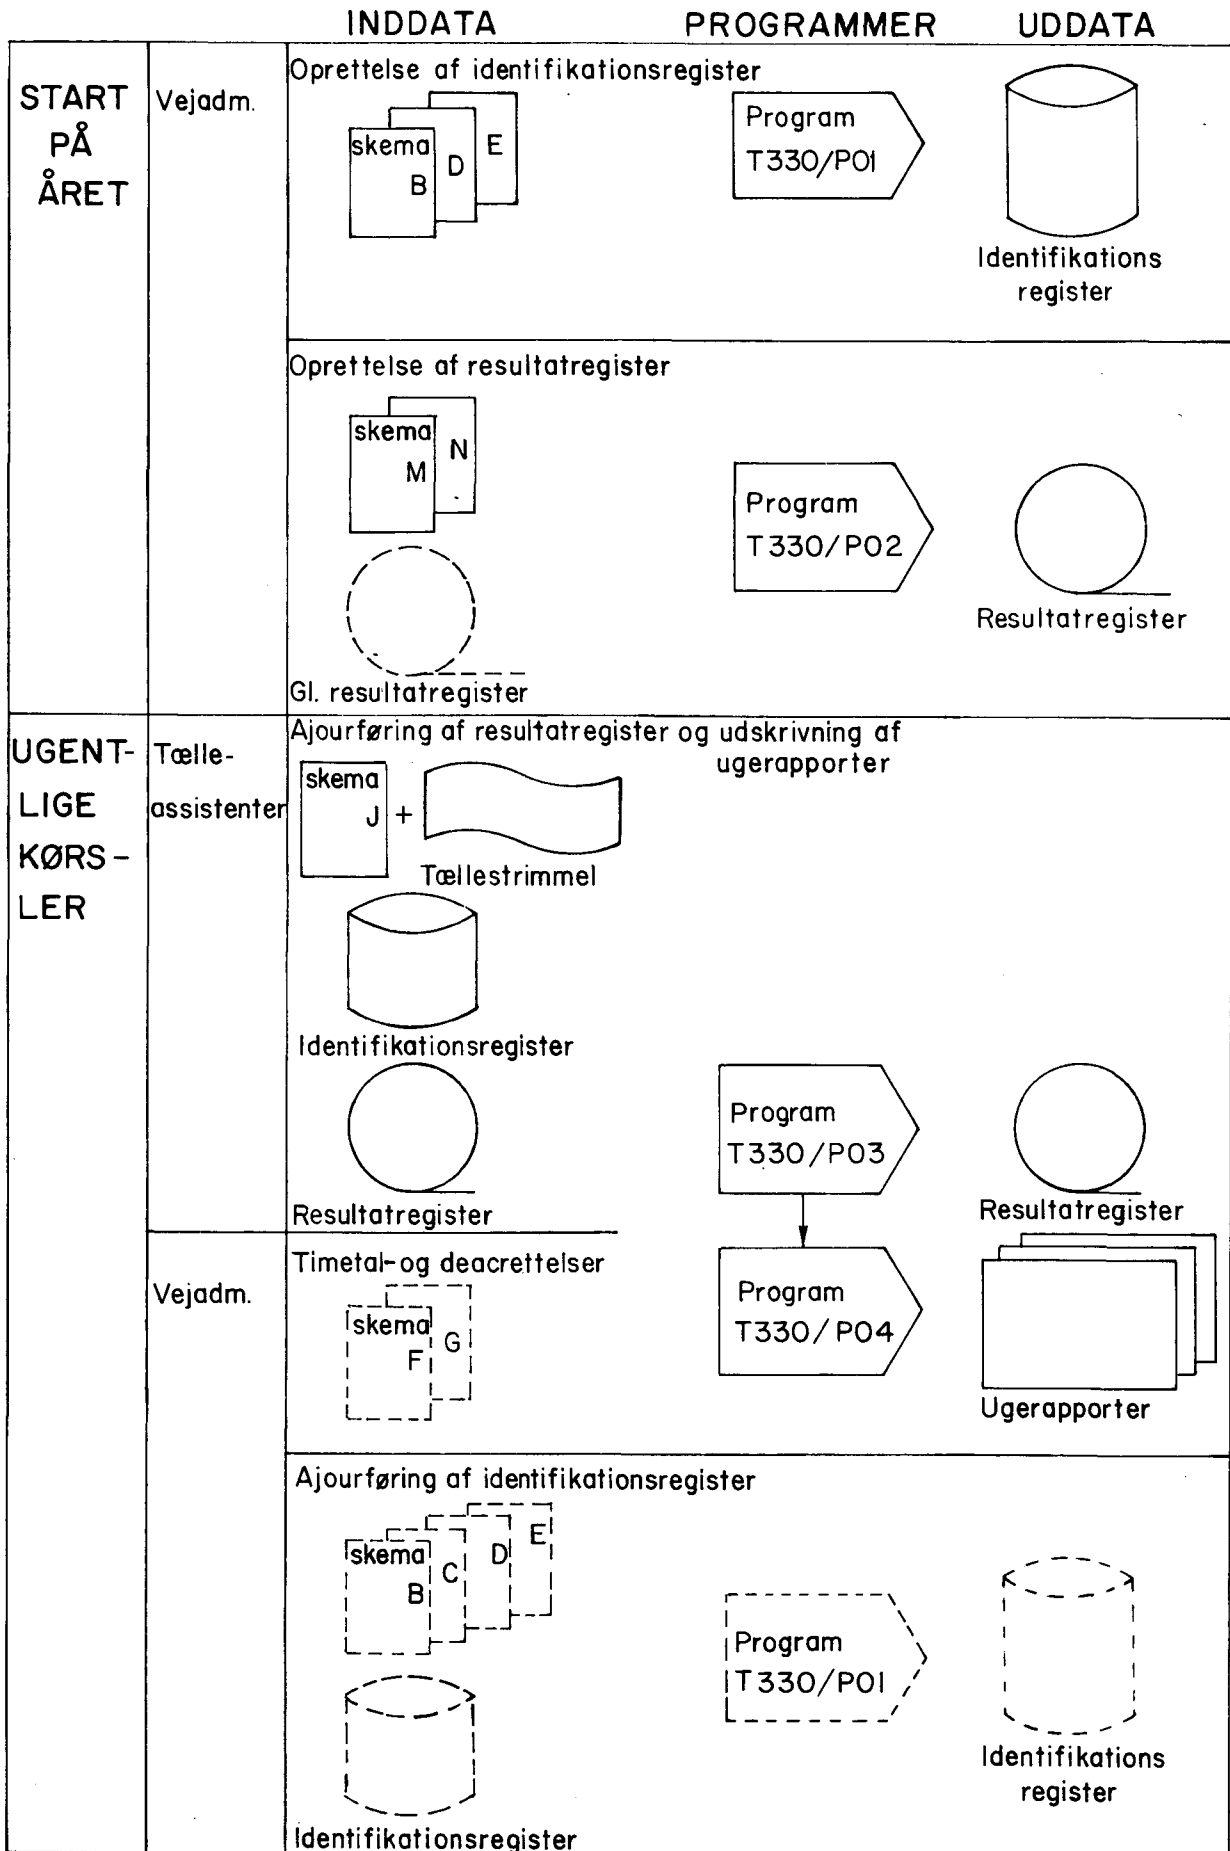 INDDATA PROGRAMMER UDDATA
START
PÅ
ÅRET
Vejadm.
Oprettelse af identifikationsregister
skema
B
D
E
Program
T330/P01
Identifikations
register
Oprettelse af resultatregister
skema
M
N
Gl. resultatregister
Program
T330/P02
Resultatregister
UGENT-
LIGE
KØRS-
LER
Tælle-
assistenter
Ajourføring af resultatregister og udskrivning af
ugerapporter
skema
J +
Tællestrimmel
Identifikationsregister
Resultatregister
Program
T330/P03
Resultatregister
Vejadm.
Timetal-og deacrettelser
skema
F
G
Program
T330/P04
Ugerapporter
Ajourføring af identifikationsregister
skema
B
C
D
E
Identifikationsregister
Program
T330/P01
Identifikations
register